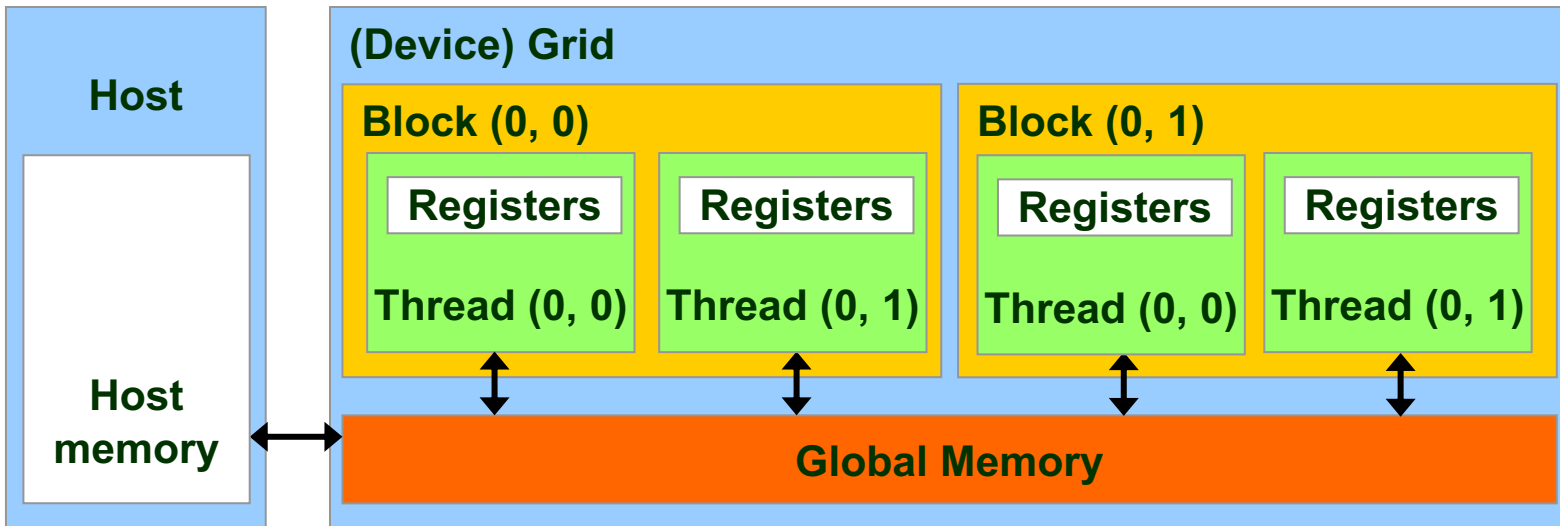 Host
Host
memory
(Device) Grid
Block (0, 0)
Registers
Thread (0, 0)
Registers
Thread (0, 1)
Block (0, 1)
Registers
Thread (0, 0)
Registers
Thread (0, 1)
Global Memory